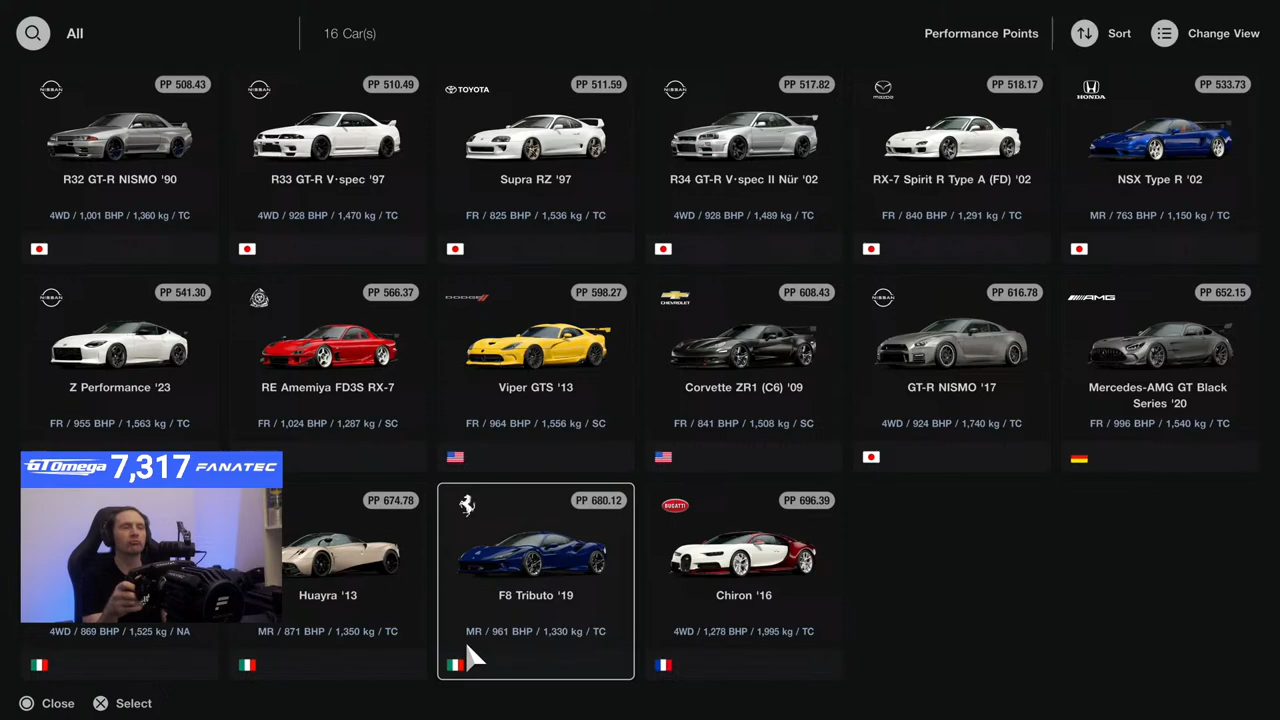 All
16 Car(s)
Performance Points
Sort
Change View
PP 508.43
R32 GT-R NISMO '90
4WD / 1,001 BHP / 1,360 kg / TC
PP 510.49
R33 GT-R V·spec '97
4WD / 928 BHP / 1,470 kg / TC
TOYOTA
PP 511.59
Supra RZ '97
FR / 825 BHP / 1,536 kg / TC
PP 517.82
R34 GT-R V·spec II Nür '02
4WD / 928 BHP / 1,489 kg / TC
mazda
PP 518.17
RX-7 Spirit R Type A (FD) '02
FR / 840 BHP / 1,291 kg / TC
HONDA
PP 533.73
NSX Type R '02
MR / 763 BHP / 1,150 kg / TC
PP 541.30
Z Performance '23
FR / 955 BHP / 1,563 kg / TC
PP 566.37
RE Amemiya FD3S RX-7
FR / 1,024 BHP / 1,287 kg / SC
DODGE
PP 598.27
Viper GTS '13
FR / 964 BHP / 1,556 kg / SC
CHEVROLET
PP 608.43
Corvette ZR1 (C6) '09
FR / 841 BHP / 1,508 kg / SC
PP 616.78
GT-R NISMO '17
4WD / 924 BHP / 1,740 kg / TC
AMG
PP 652.15
Mercedes-AMG GT Black
Series '20
FR / 996 BHP / 1,540 kg / TC
GT Omega 7,317 FANATEC
4WD / 869 BHP / 1,525 kg / NA
PP 674.78
Huayra '13
MR / 871 BHP / 1,350 kg / TC
PP 680.12
F8 Tributo '19
MR / 961 BHP / 1,330 kg / TC
BUGATTI
PP 696.39
Chiron '16
4WD / 1,278 BHP / 1,995 kg / TC
Close
Select